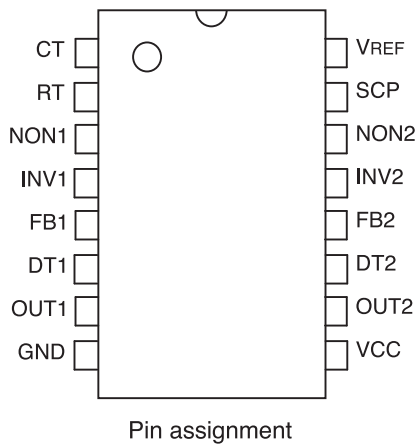 CT
RT
NON1
INV1
FB1
DT1
OUT1
GND
VREF
SCP
NON2
INV2
FB2
DT2
OUT2
VCC
Pin assignment